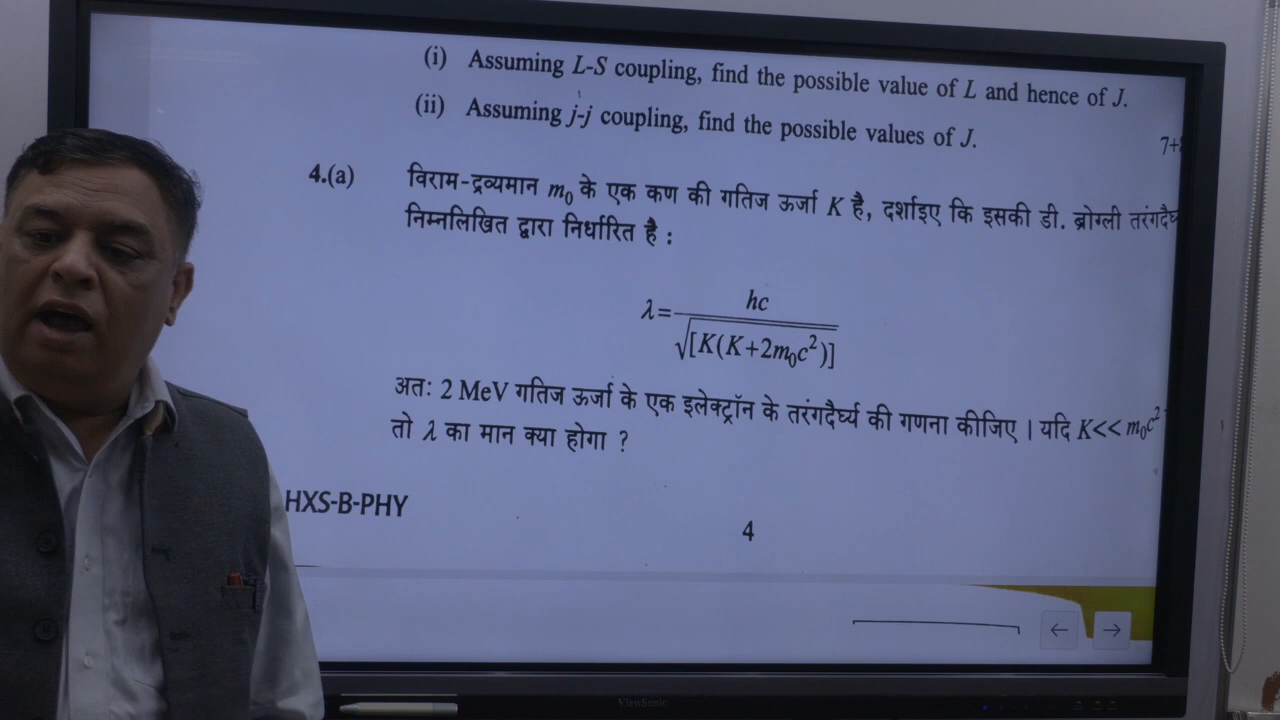 (i) Assuming L-S coupling, find the possible value of L and hence of J.
(ii) Assuming j-j coupling, find the possible values of J.
7+
4.(a) विराम-द्रव्यमान m₀ के एक कण की गतिज ऊर्जा K है, दर्शाइए कि इसकी डी. ब्रोग्ली
निम्नलिखित द्वारा निर्धारित है :
λ = hc / √[K(K+2m₀c²)]
अतः 2 MeV गतिज ऊर्जा के एक इलेक्ट्रॉन के तरंगदैर्घ्य की गणना कीजिए । यदि K<< m₀c²
तो λ का मान क्या होगा ?
HXS-B-PHY
4
ViewSonic